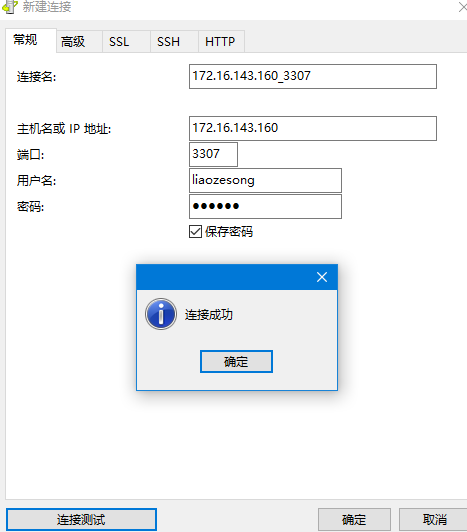 新建连接
常规 高级 SSL SSH HTTP
连接名: 172.16.143.160_3307
主机名或 IP 地址: 172.16.143.160
端口: 3307
用户名: liaozesong
密码: ●●●●●●
保存密码
连接成功
确定
连接测试 确定 取消